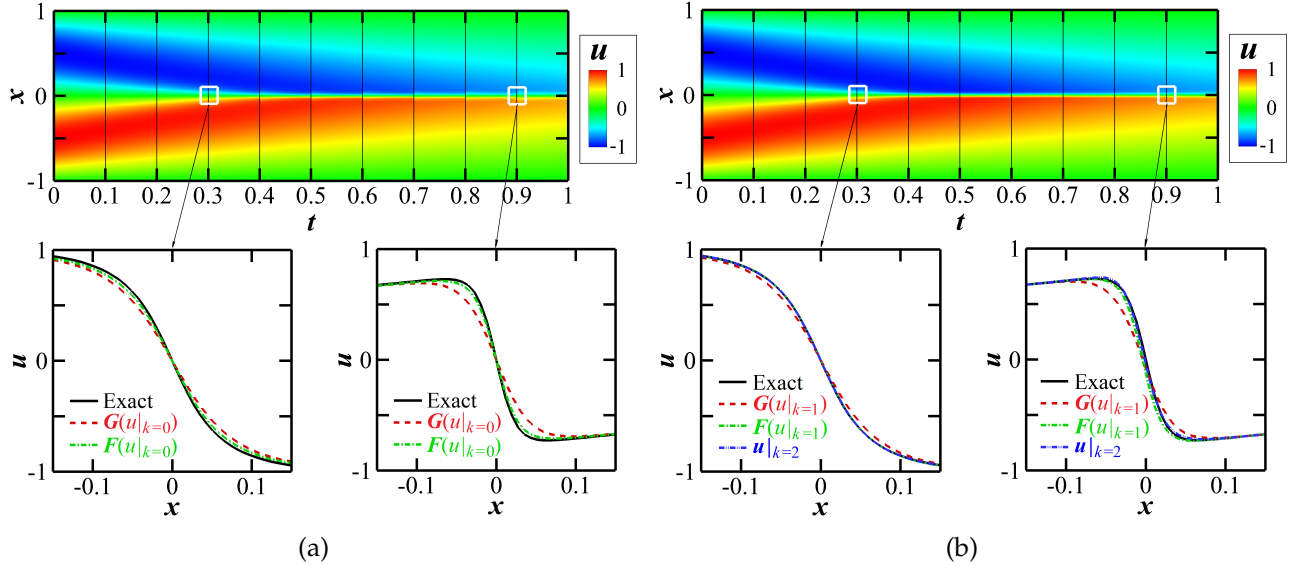 1
0
-1
x
0 0.1 0.2 0.3 0.4 0.5 0.6 0.7 0.8 0.9 1
t
u
1
0
-1
1
0
-1
u
-0.1 0 0.1
x
Exact
G(u|k=0)
F(u|k=0)
1
0
-1
u
-0.1 0 0.1
x
Exact
G(u|k=0)
F(u|k=0)
(a)
1
0
-1
x
0 0.1 0.2 0.3 0.4 0.5 0.6 0.7 0.8 0.9 1
t
u
1
0
-1
1
0
-1
u
-0.1 0 0.1
x
Exact
G(u|k=1)
F(u|k=1)
u|k=2
1
0
-1
u
-0.1 0 0.1
x
Exact
G(u|k=1)
F(u|k=1)
u|k=2
(b)